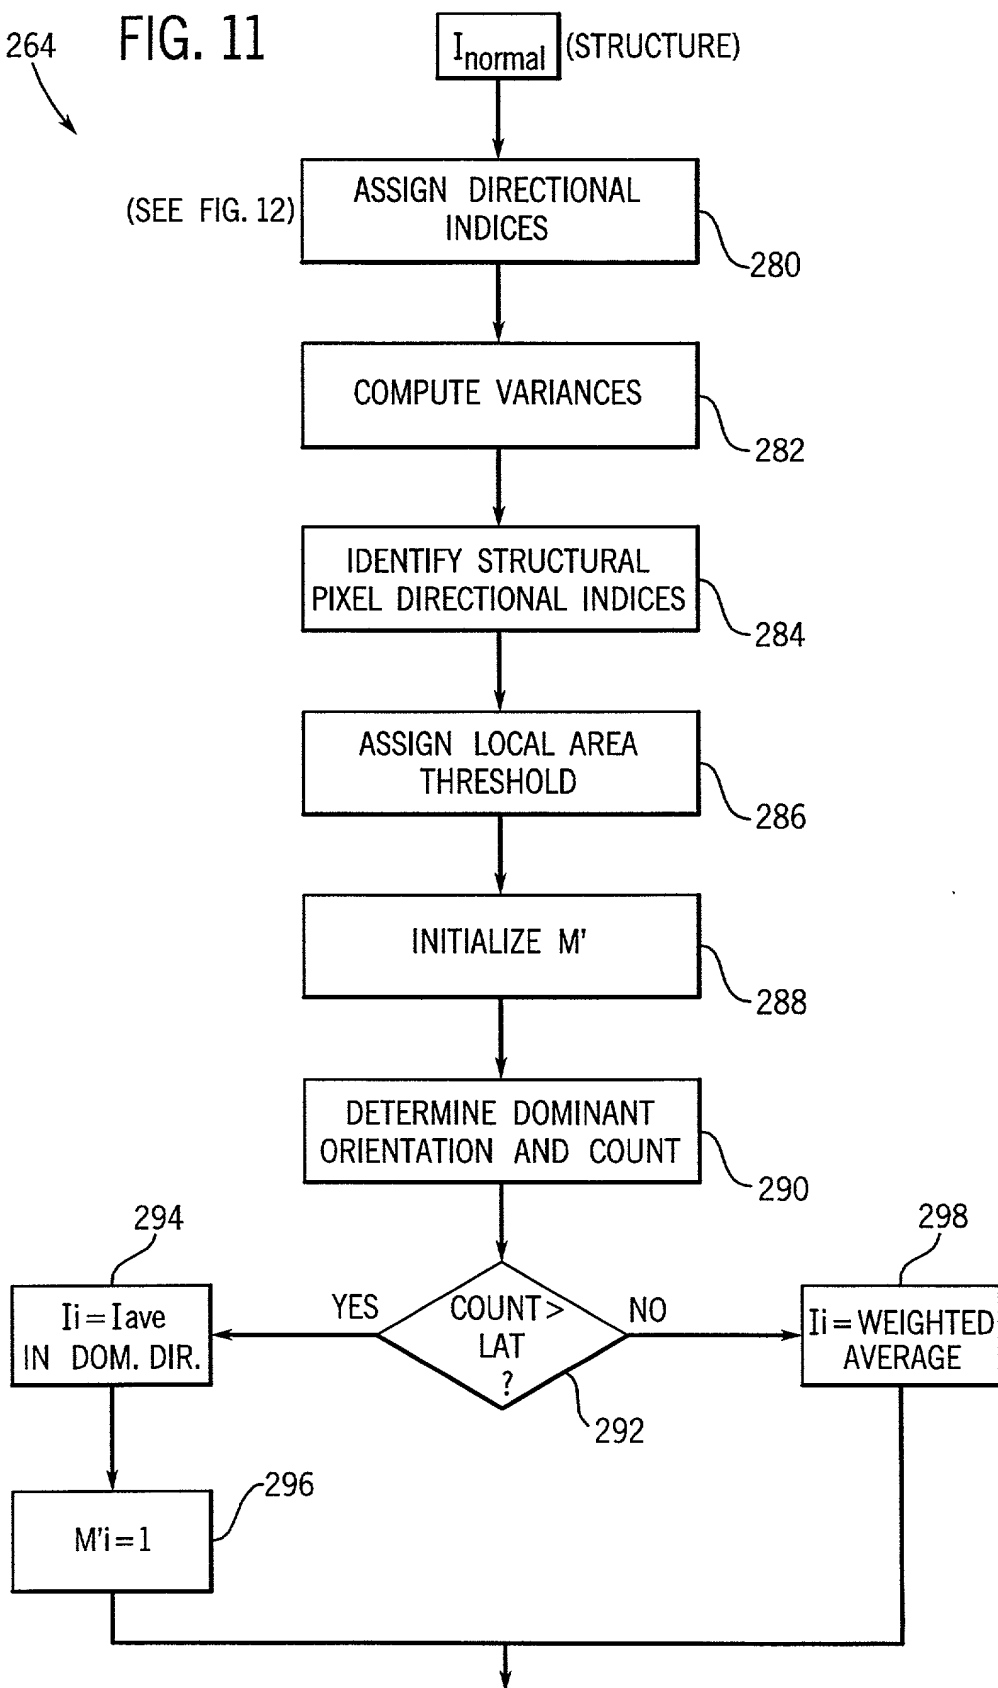 FIG. 11
264
Inormal (STRUCTURE)
(SEE FIG. 12)
ASSIGN DIRECTIONAL
INDICES
280
COMPUTE VARIANCES
282
IDENTIFY STRUCTURAL
PIXEL DIRECTIONAL INDICES
284
ASSIGN LOCAL AREA
THRESHOLD
286
INITIALIZE M'
288
DETERMINE DOMINANT
ORIENTATION AND COUNT
290
COUNT >
LAT
?
292
YES
NO
294
Ii = Iave
IN DOM. DIR.
296
M'i = 1
298
Ii = WEIGHTED
AVERAGE